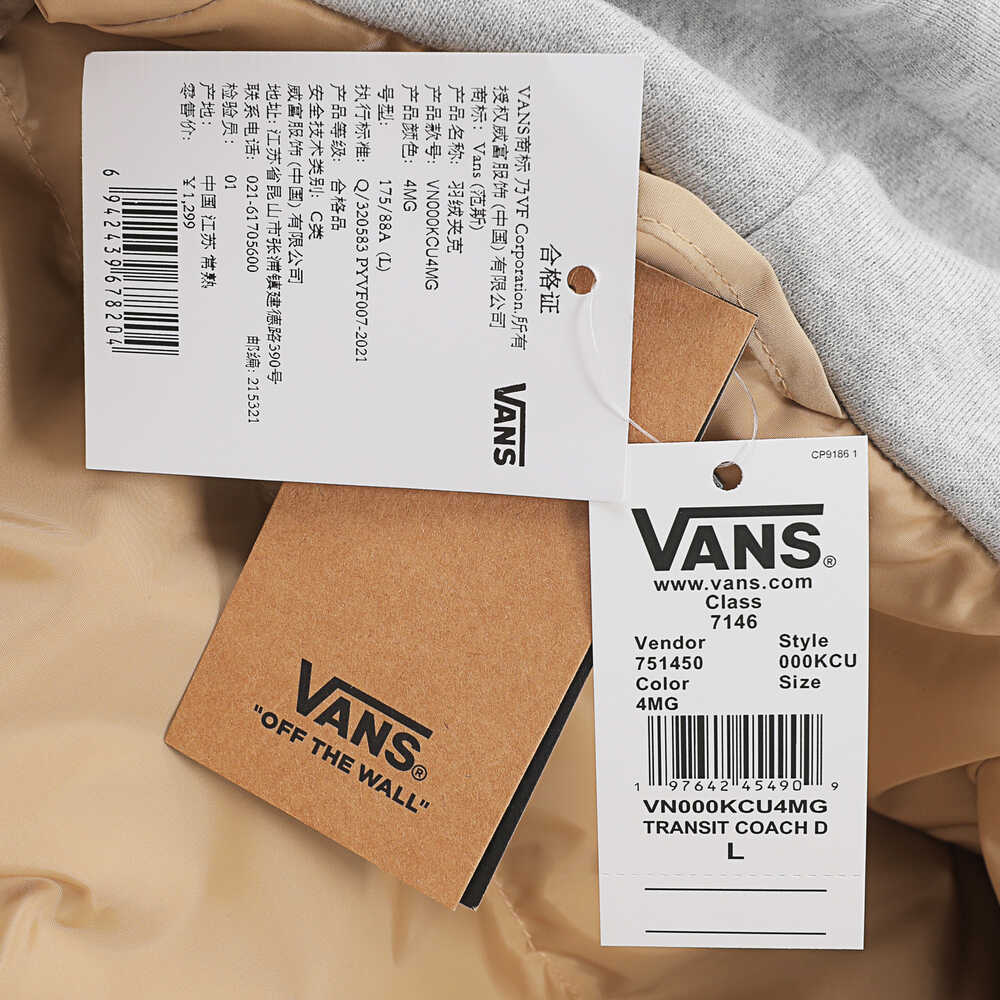 合格证
VANS商标 乃VF Corporation.所有
授权威富服饰 (中国) 有限公司
商标: Vans (范斯)
产品名称: 羽绒夹克
产品款号: VN000KCU4MG
产品颜色: 4MG
号型: 175/88A (L)
执行标准: Q/320583 PYVF007-2021
产品等级: 合格品
安全技术类别: C类
威富服饰 (中国) 有限公司
地址: 江苏省昆山市张浦镇建德路390号
邮编: 215321
联系电话: 021-61705600
检验员: 01
产地: 中国 江苏 常熟
零售价: ¥1,299
6 942439 678204
VANS
VANS®
"OFF THE WALL"
CP9186 1
VANS®
www.vans.com
Class
7146
Vendor Style
751450 000KCU
Color Size
4MG
1 97642 45490 9
VN000KCU4MG
TRANSIT COACH D
L